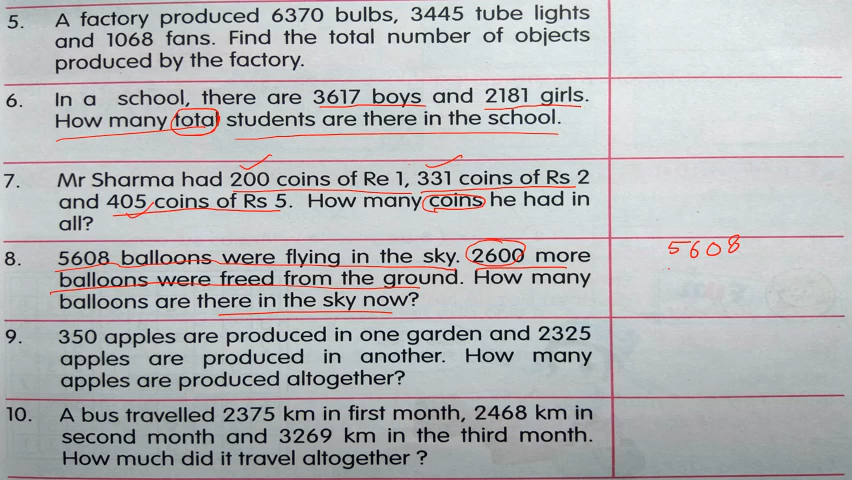 5. A factory produced 6370 bulbs, 3445 tube lights
and 1068 fans. Find the total number of objects
produced by the factory.
6. In a school, there are 3617 boys and 2181 girls.
How many total students are there in the school.
7. Mr Sharma had 200 coins of Re 1, 331 coins of Rs 2
and 405 coins of Rs 5. How many coins he had in
all?
8. 5608 balloons were flying in the sky. 2600 more
5608
balloons were freed from the ground. How many
balloons are there in the sky now?
9. 350 apples are produced in one garden and 2325
apples are produced in another. How many
apples are produced altogether?
10. A bus travelled 2375 km in first month, 2468 km in
second month and 3269 km in the third month.
How much did it travel altogether ?